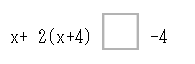 x+ 2(x+4) □ -4